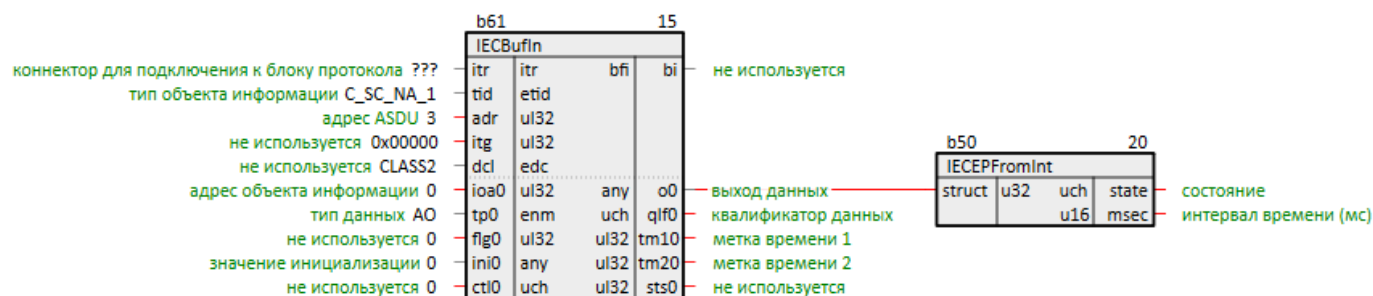 b61 15
IECBufIn
коннектор для подключения к блоку протокола ??? itr itr bfi bi не используется
тип объекта информации C_SC_NA_1 tid etid
адрес ASDU 3 adr ul32
не используется 0x00000 itg ul32
не используется CLASS2 dcl edc
адрес объекта информации 0 ioa0 ul32 any o0 выход данных
тип данных AO tp0 enm uch qlf0 квалификатор данных
не используется 0 flg0 ul32 ul32 tm10 метка времени 1
значение инициализации 0 ini0 any ul32 tm20 метка времени 2
не используется 0 ctl0 uch ul32 sts0 не используется
b50 20
IECEPFromInt
struct u32 uch state состояние
u16 msec интервал времени (мс)